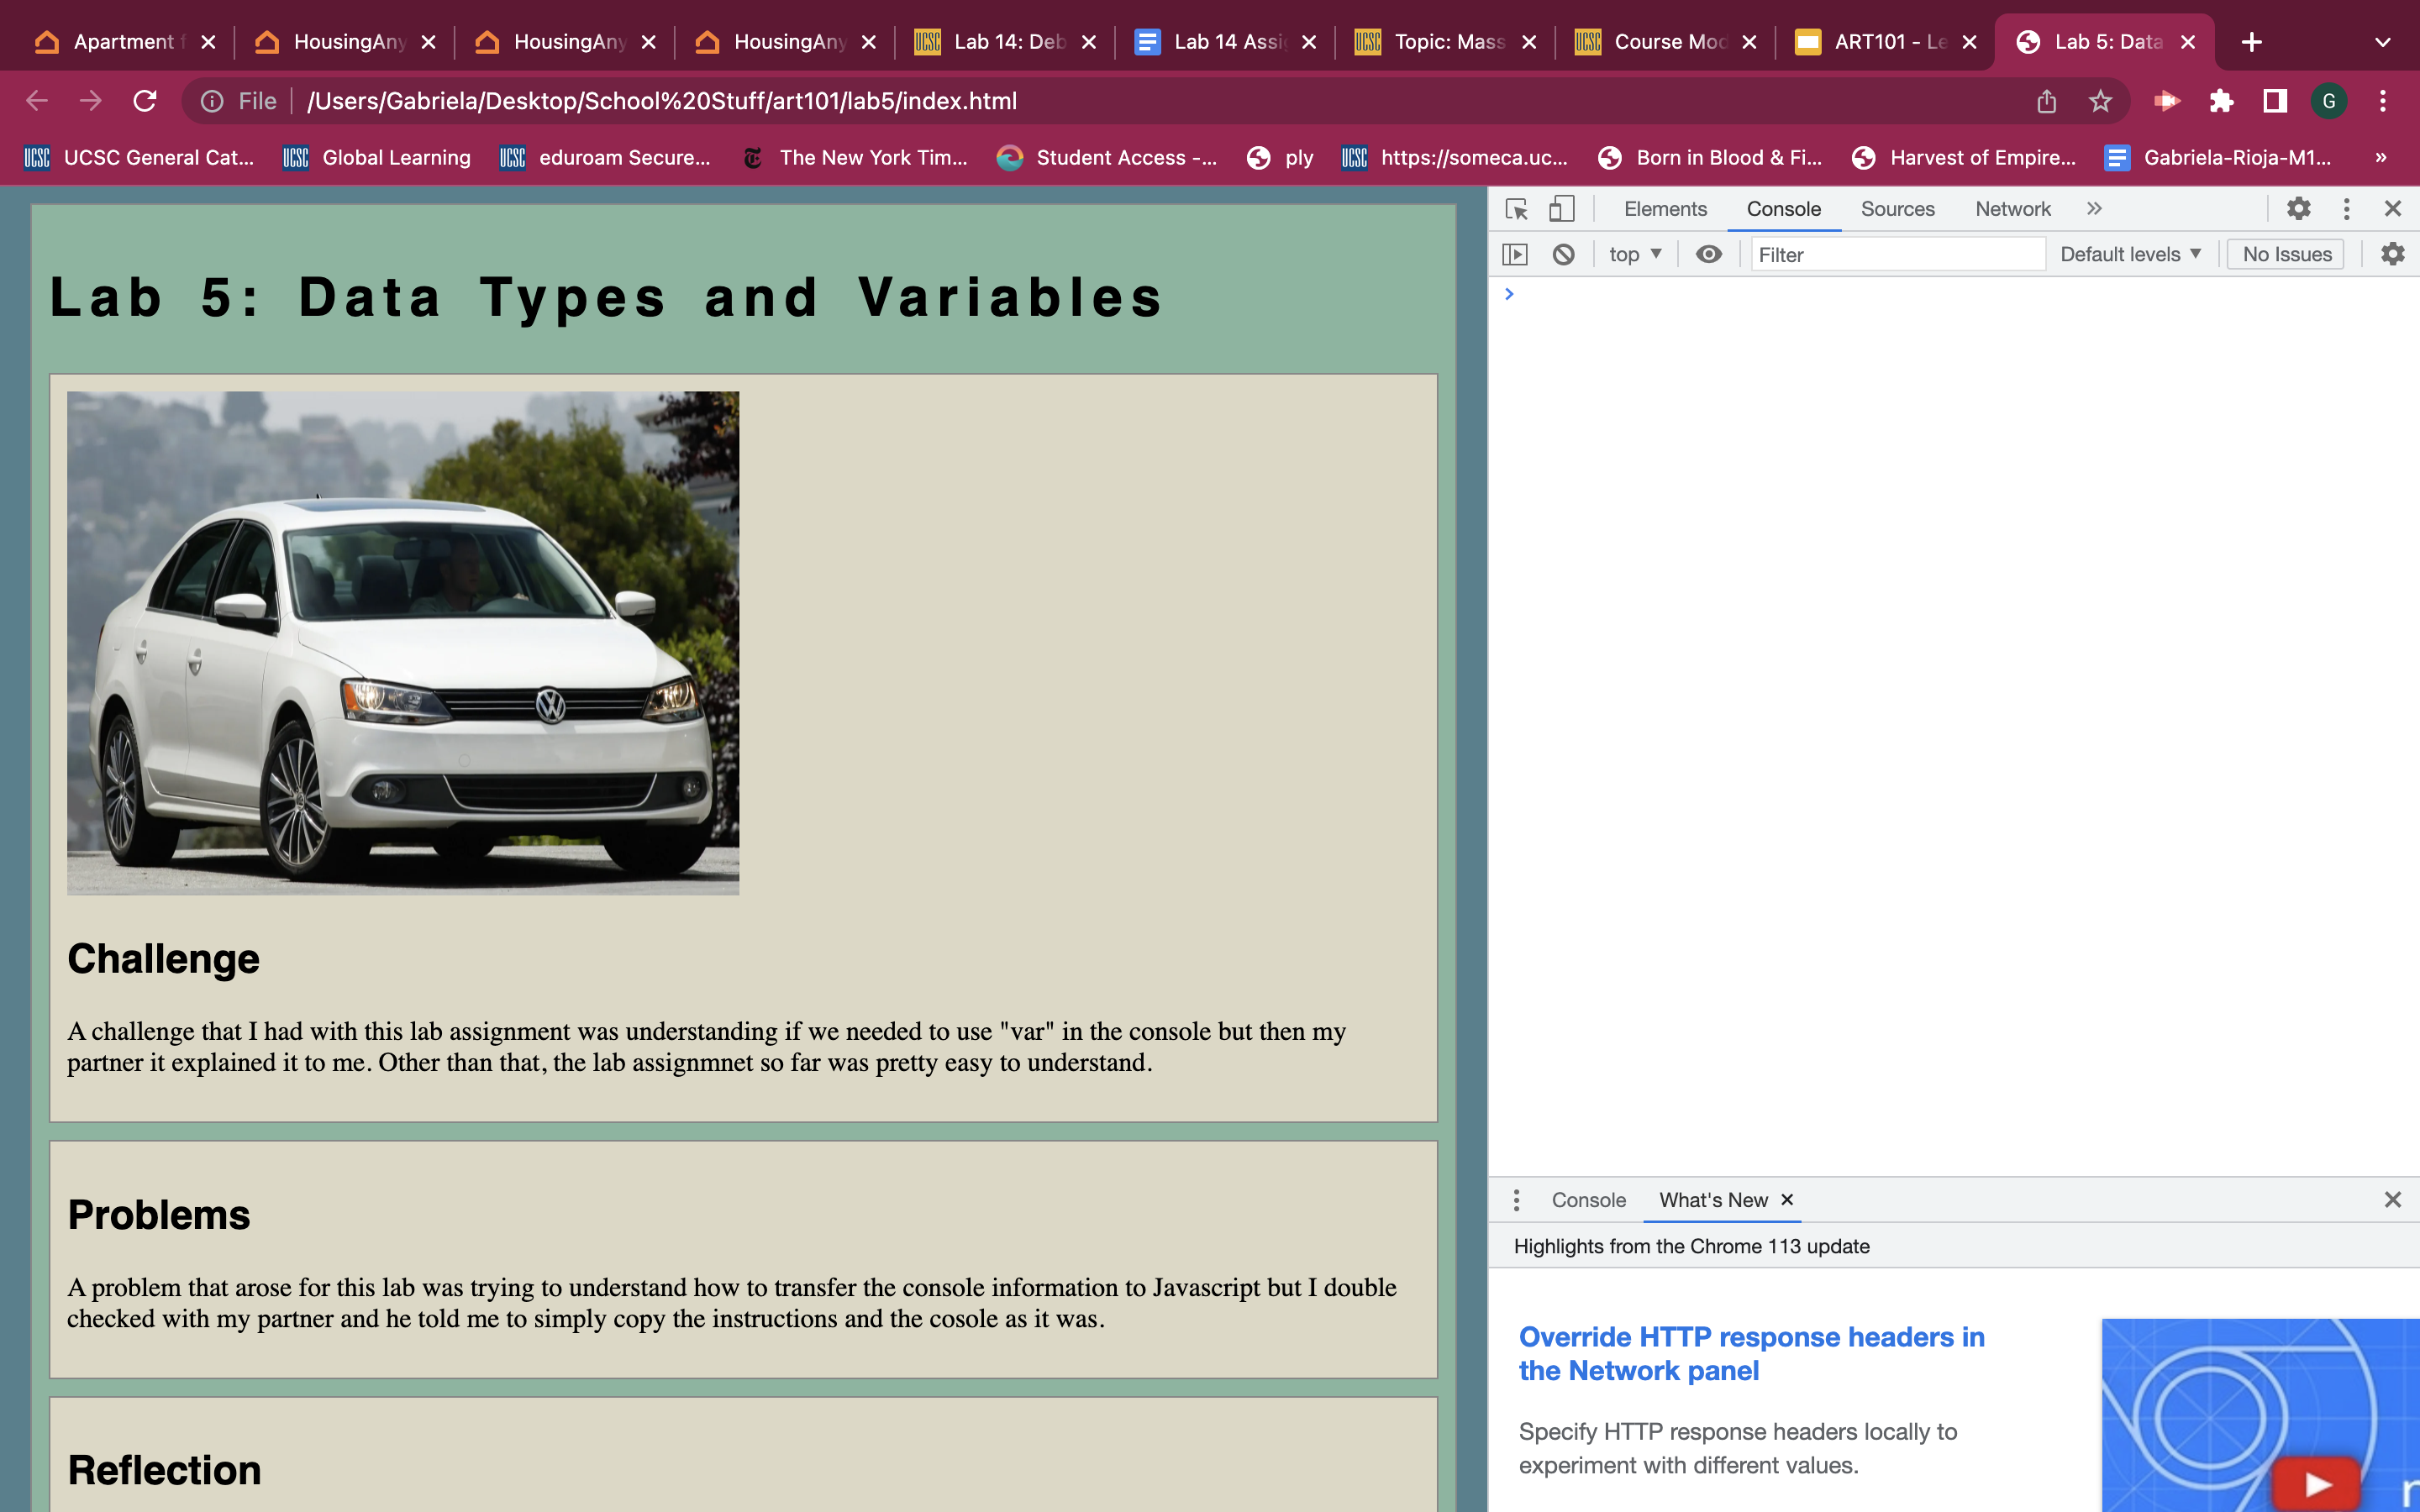 Apartment f HousingAny HousingAny HousingAny UCSC Lab 14: Deb Lab 14 Assi UCSC Topic: Mass UCSC Course Mod ART101 - Le Lab 5: Data
File /Users/Gabriela/Desktop/School%20Stuff/art101/lab5/index.html G
UCSC UCSC General Cat... UCSC Global Learning UCSC eduroam Secure... The New York Tim... Student Access -... ply UCSC https://someca.uc... Born in Blood & Fi... Harvest of Empire... Gabriela-Rioja-M1... »
Lab 5: Data Types and Variables
Challenge
A challenge that I had with this lab assignment was understanding if we needed to use "var" in the console but then my
partner it explained it to me. Other than that, the lab assignmnet so far was pretty easy to understand.
Problems
A problem that arose for this lab was trying to understand how to transfer the console information to Javascript but I double
checked with my partner and he told me to simply copy the instructions and the cosole as it was.
Reflection
Elements Console Sources Network »
top Filter Default levels No Issues
Console What's New
Highlights from the Chrome 113 update
Override HTTP response headers in
the Network panel
Specify HTTP response headers locally to
experiment with different values.